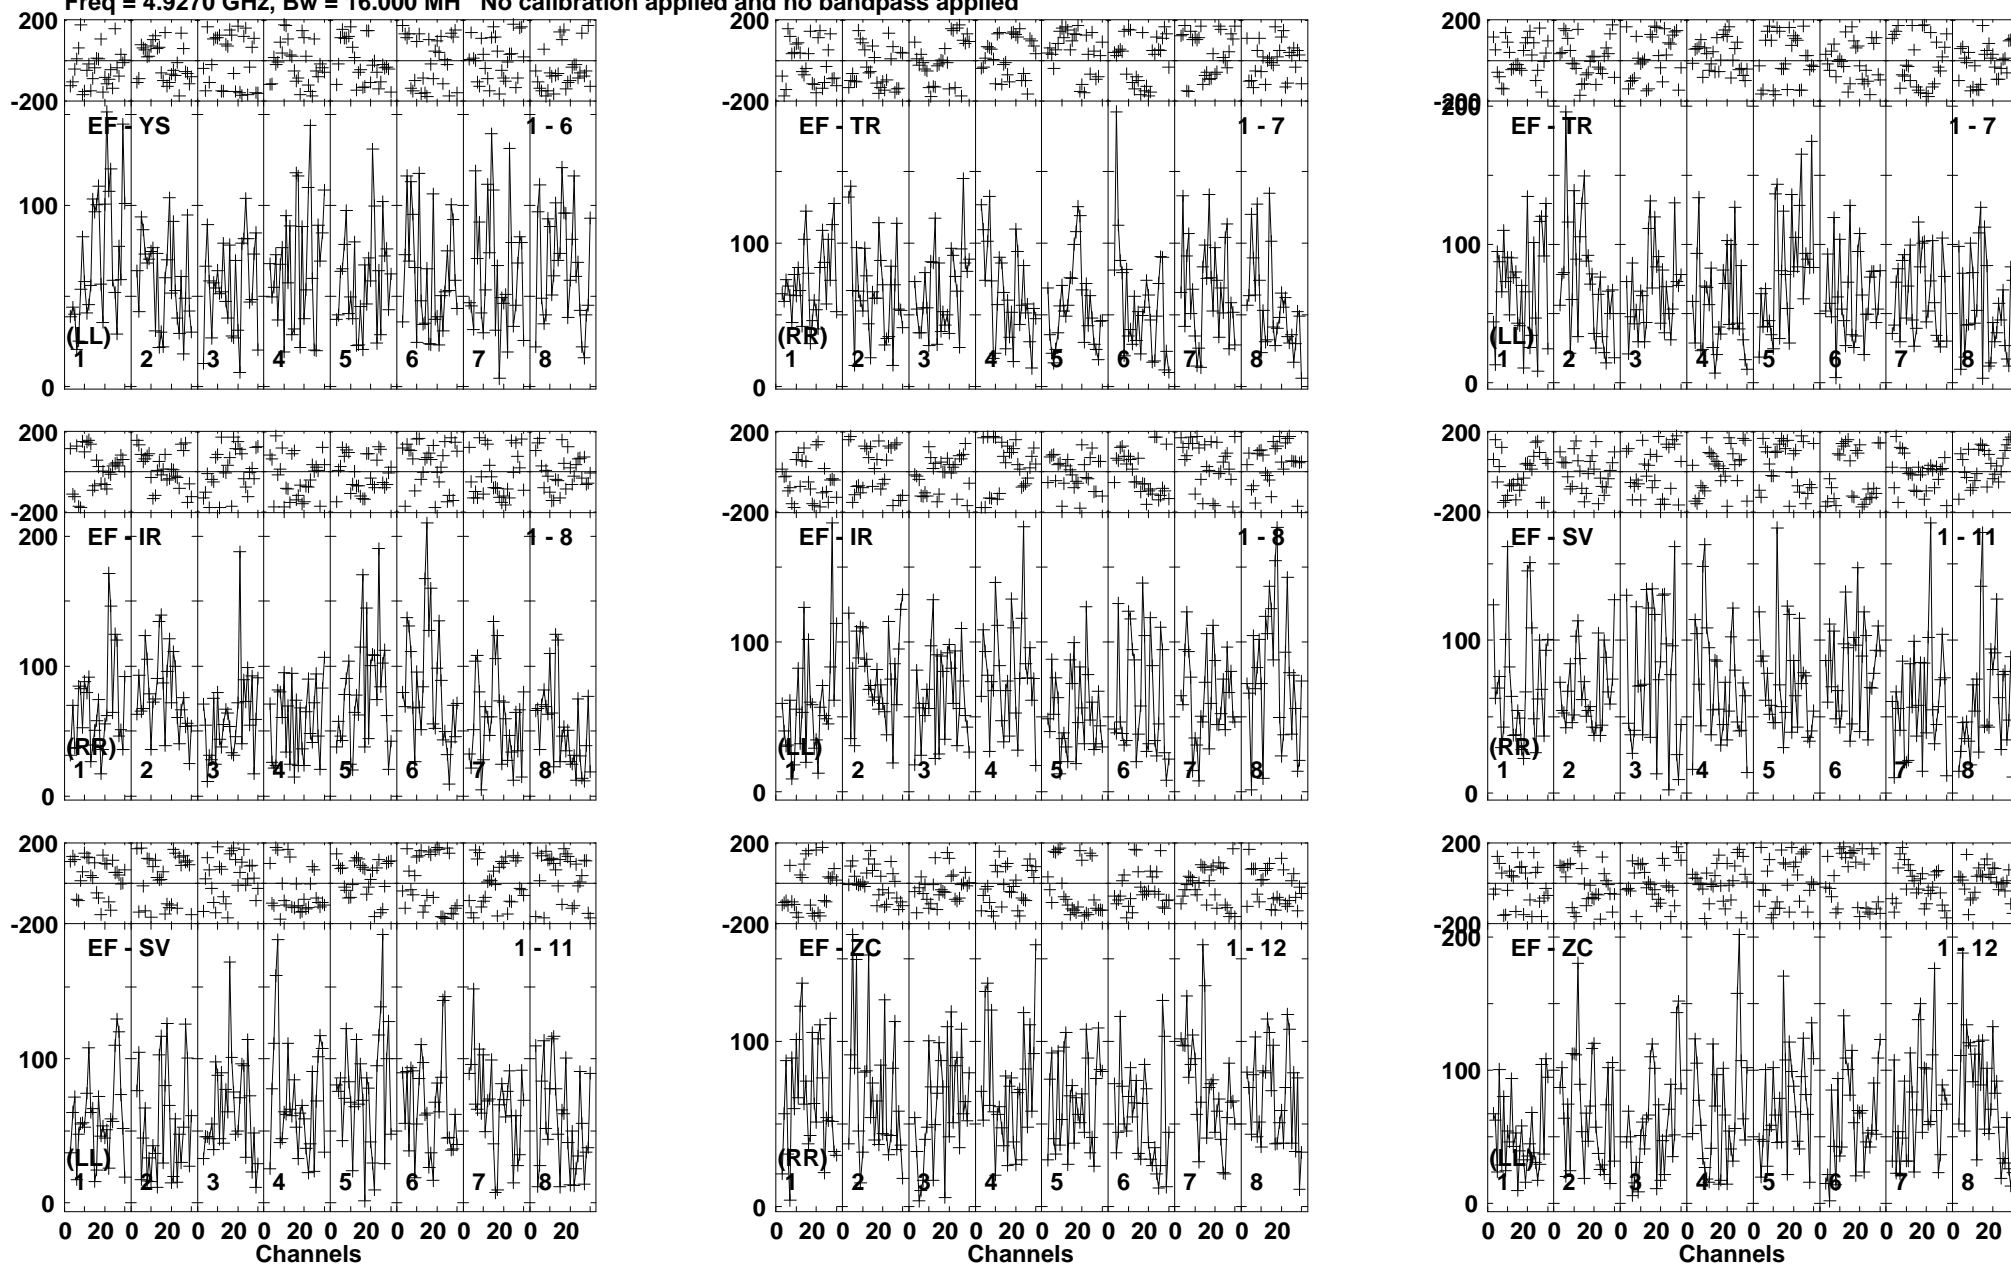 Freq = 4.9270 GHz, Bw = 16.000 MH No calibration applied and no bandpass applied
200 200 200
-200 -200 -200
200
EF - YS 1 - 6 EF - TR 1 - 7 EF - TR 1 - 7
100 100 100
(LL) (RR) (LL)
1 2 3 4 5 6 7 8 1 2 3 4 5 6 7 8 1 2 3 4 5 6 7 8
0 0 0
200 200 200
-200 -200 -200
200 EF - IR 1 - 8 EF - IR 1 - 8 EF - SV 1 - 11
100 100 100
(RR) (LL) (RR)
1 2 3 4 5 6 7 8 1 2 3 4 5 6 7 8 1 2 3 4 5 6 7 8
0 0 0
200 200 200
-200 -200 -200
200
EF - SV 1 - 11 EF - ZC 1 - 12 EF - ZC 1 - 12
100 100 100
(LL) (RR) (LL)
1 2 3 4 5 6 7 8 1 2 3 4 5 6 7 8 1 2 3 4 5 6 7 8
0 0 0
0 20 0 20 0 20 0 20 0 20 0 20 0 20 0 20 0 20 0 20 0 20 0 20 0 20 0 20 0 20 0 20 0 20 0 20 0 20 0 20 0 20 0 20 0 20 0 20
Channels Channels Channels